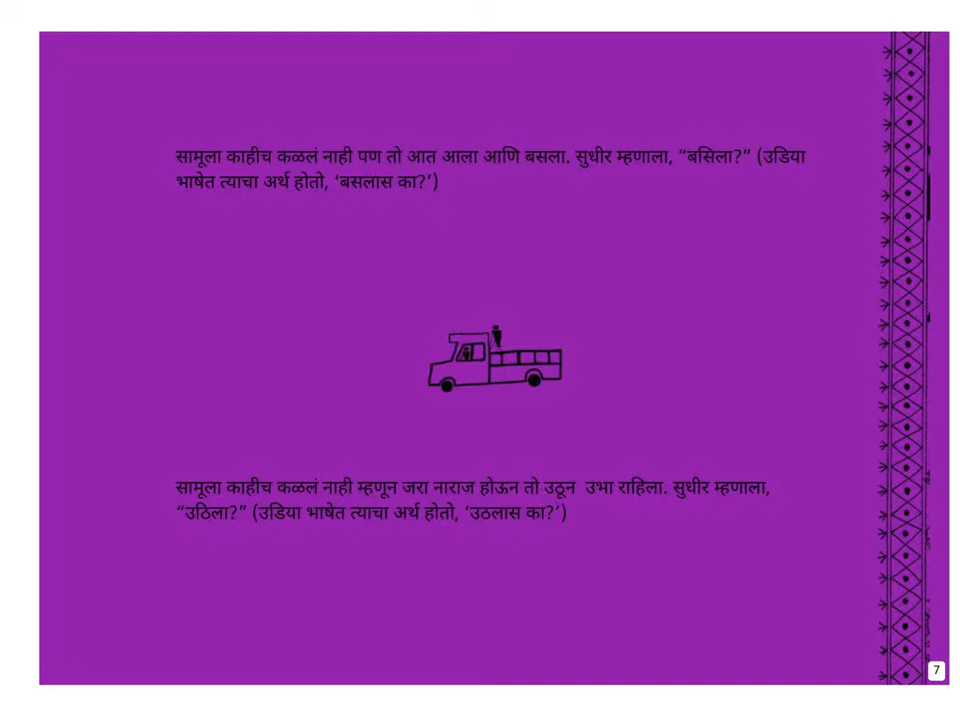 सामूला काहीच कळलं नाही पण तो आत आला आणि बसला. सुधीर म्हणाला, “बसिला?” (उडिया
भाषेत त्याचा अर्थ होतो, ‘बसलास का?’)
सामूला काहीच कळलं नाही म्हणून जरा नाराज होऊन तो उठून  उभा राहिला. सुधीर म्हणाला,
“उठिला?” (उडिया भाषेत त्याचा अर्थ होतो, ‘उठलास का?’)
7